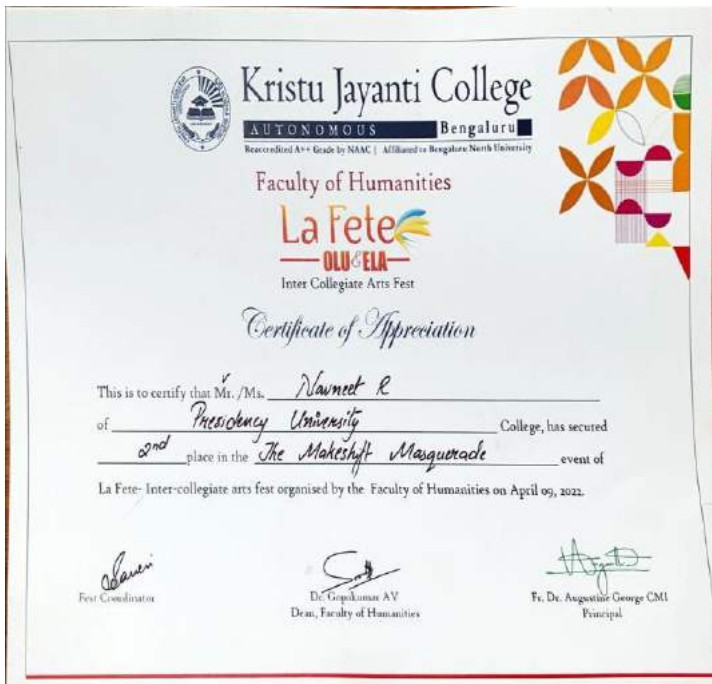 Kristu Jayanti College
AUTONOMOUS Bengaluru
Reaccredited A++ Grade by NAAC | Affiliated to Bengaluru North University
Faculty of Humanities
La Fete
OLU & ELA
Inter Collegiate Arts Fest
Certificate of Appreciation
This is to certify that Mr. /Ms. Navneet R
of Presidency University College, has secured
2nd place in the The Makeshift Masquerade event of
La Fete- Inter-collegiate arts fest organised by the Faculty of Humanities on April 09, 2022.
Fest Coordinator
Dr. Gopakumar AV
Dean, Faculty of Humanities
Fr. Dr. Augustine George CMI
Principal